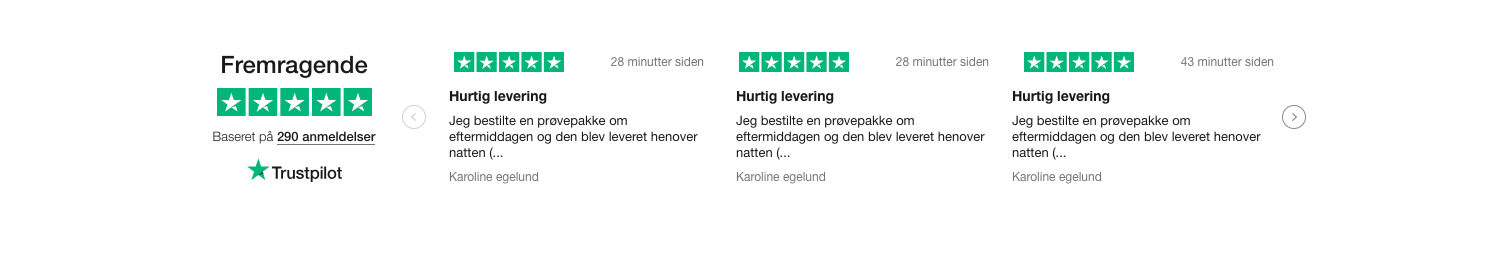 Fremragende
Baseret på 290 anmeldelser
Trustpilot
28 minutter siden
Hurtig levering
Jeg bestilte en prøvepakke om
eftermiddagen og den blev leveret henover
natten (...
Karoline egelund
28 minutter siden
Hurtig levering
Jeg bestilte en prøvepakke om
eftermiddagen og den blev leveret henover
natten (...
Karoline egelund
43 minutter siden
Hurtig levering
Jeg bestilte en prøvepakke om
eftermiddagen og den blev leveret henover
natten (...
Karoline egelund